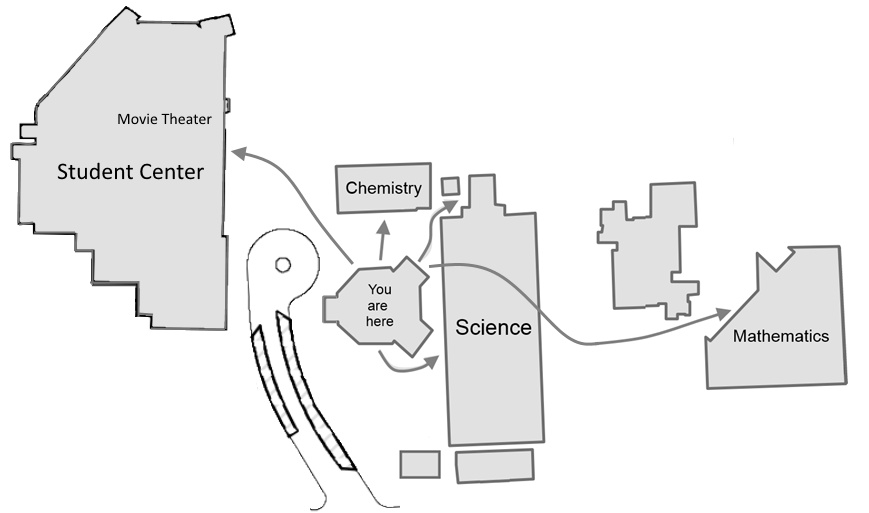 Movie Theater
Student Center
Chemistry
You
are
here
Science
Mathematics